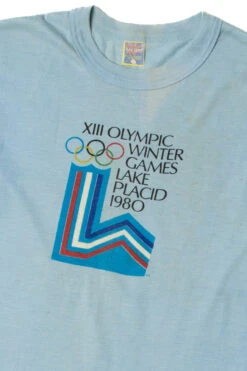 XIII OLYMPIC
WINTER
GAMES
LAKE
PLACID
1980